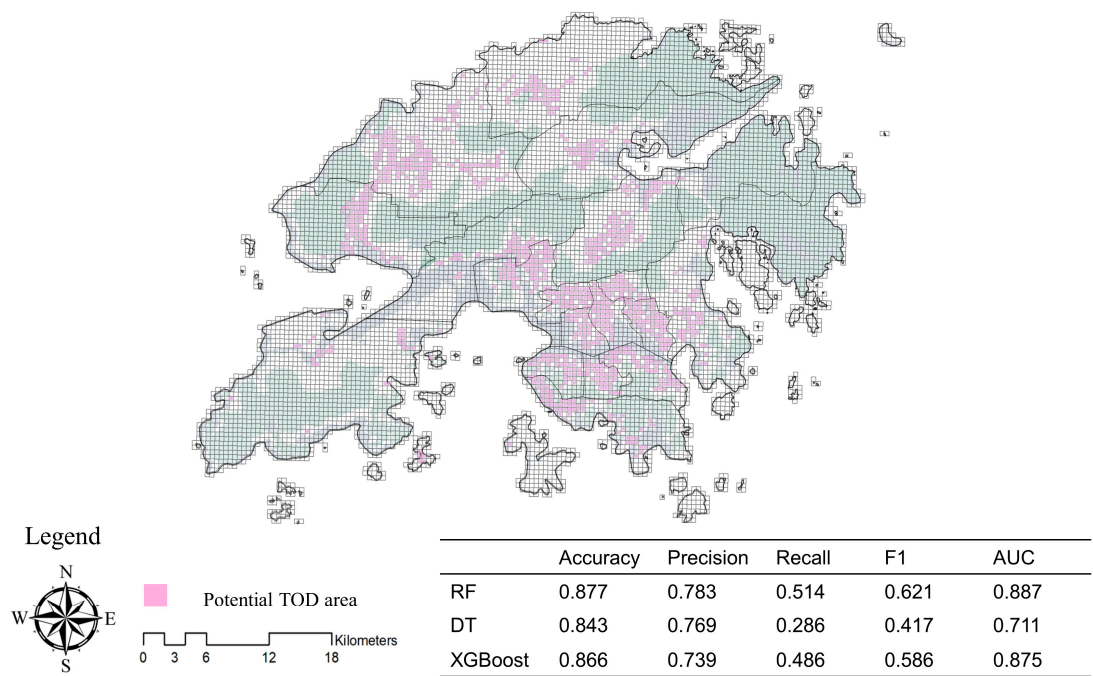 Legend
N
W E
S
Potential TOD area
Kilometers
0 3 6 12 18
Accuracy Precision Recall F1 AUC
RF 0.877 0.783 0.514 0.621 0.887
DT 0.843 0.769 0.286 0.417 0.711
XGBoost 0.866 0.739 0.486 0.586 0.875